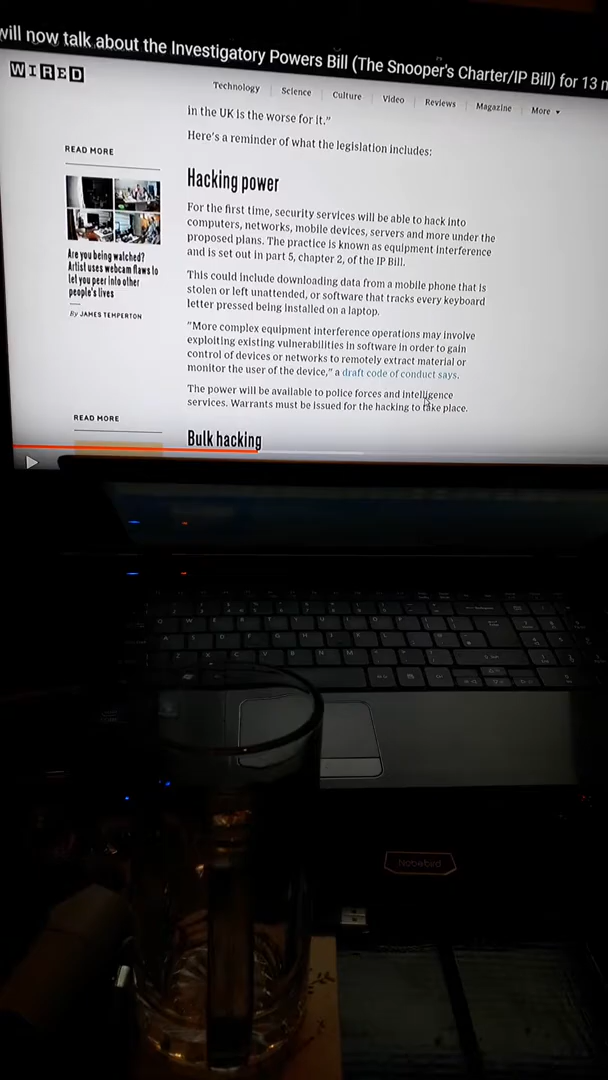 will now talk about the Investigatory Powers Bill (The Snooper's Charter/IP Bill) for 13 m
WIRED
Technology
Science
Culture
Video
Reviews
Magazine
More
in the UK is the worse for it."
Here's a reminder of what the legislation includes:
READ MORE
Are you being watched?
Artist uses webcam flaws to
let you peer into other
people's lives
By JAMES TEMPERTON
READ MORE
Hacking power
For the first time, security services will be able to hack into
computers, networks, mobile devices, servers and more under the
proposed plans. The practice is known as equipment interference
and is set out in part 5, chapter 2, of the IP Bill.
This could include downloading data from a mobile phone that is
stolen or left unattended, or software that tracks every keyboard
letter pressed being installed on a laptop.
"More complex equipment interference operations may involve
exploiting existing vulnerabilities in software in order to gain
control of devices or networks to remotely extract material or
monitor the user of the device," a draft code of conduct says.
The power will be available to police forces and intelligence
services. Warrants must be issued for the hacking to take place.
Bulk hacking